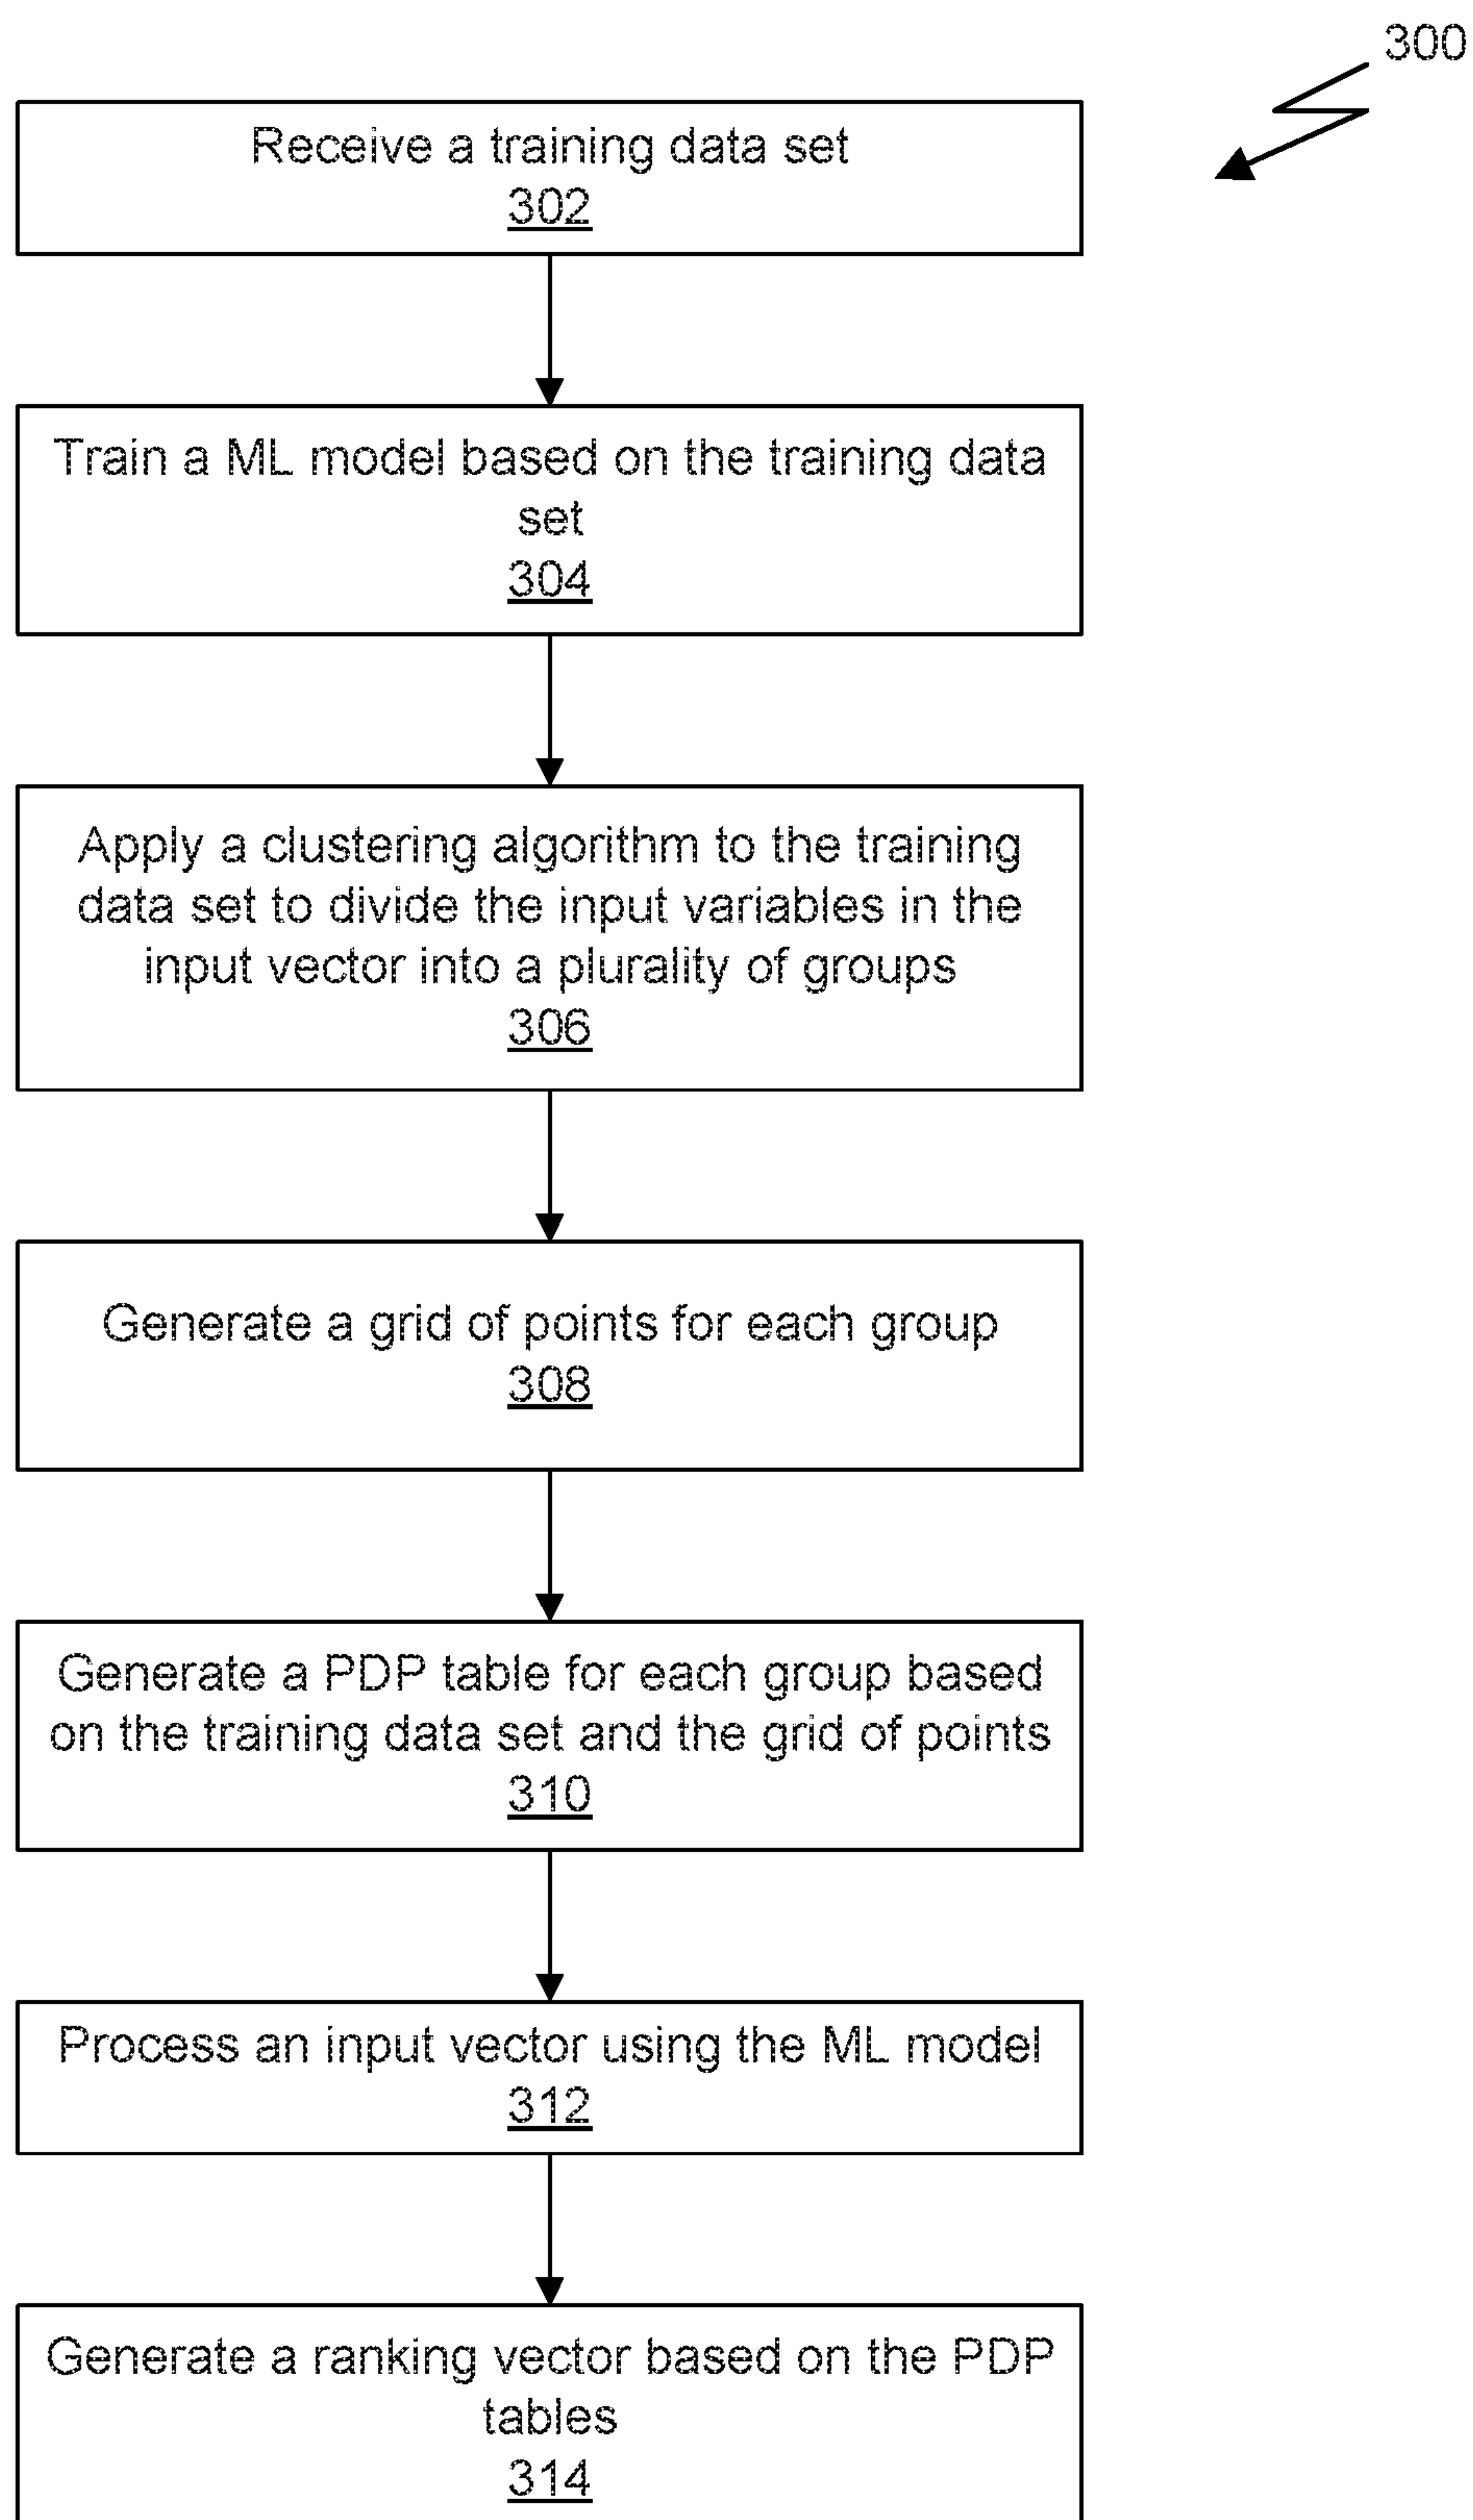 300
Receive a training data set
302
Train a ML model based on the training data
set
304
Apply a clustering algorithm to the training
data set to divide the input variables in the
input vector into a plurality of groups
306
Generate a grid of points for each group
308
Generate a PDP table for each group based
on the training data set and the grid of points
310
Process an input vector using the ML model
312
Generate a ranking vector based on the PDP
tables
314